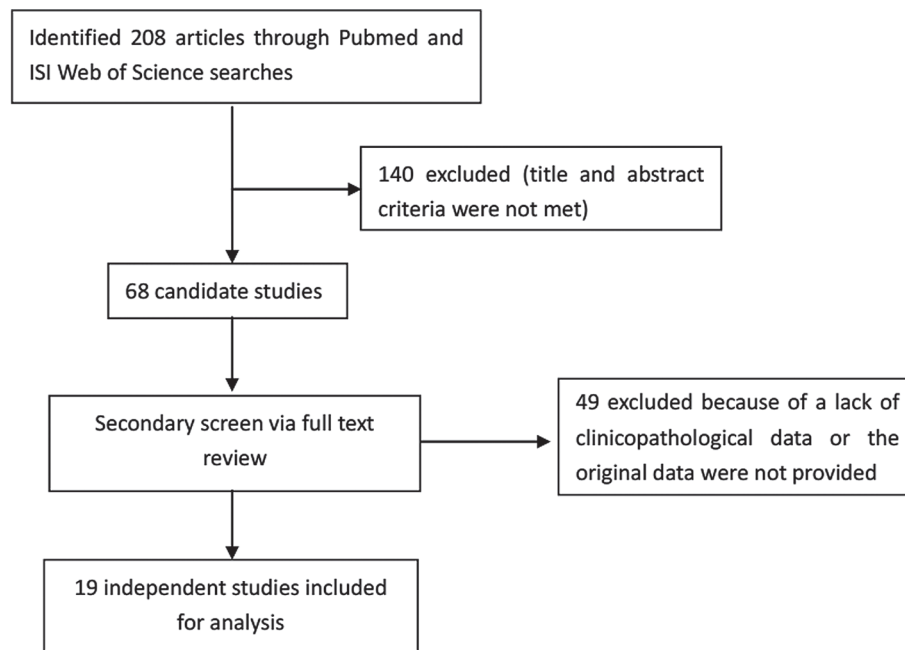 Identified 208 articles through Pubmed and
ISI Web of Science searches
140 excluded (title and abstract
criteria were not met)
68 candidate studies
Secondary screen via full text
review
49 excluded because of a lack of
clinicopathological data or the
original data were not provided
19 independent studies included
for analysis